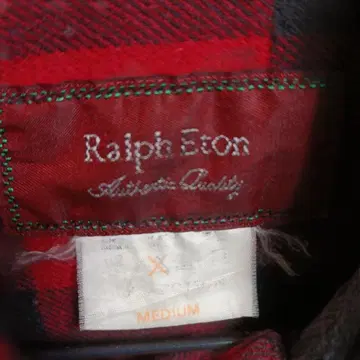 Ralph Eton
Authentic Quality
X
MEDIUM